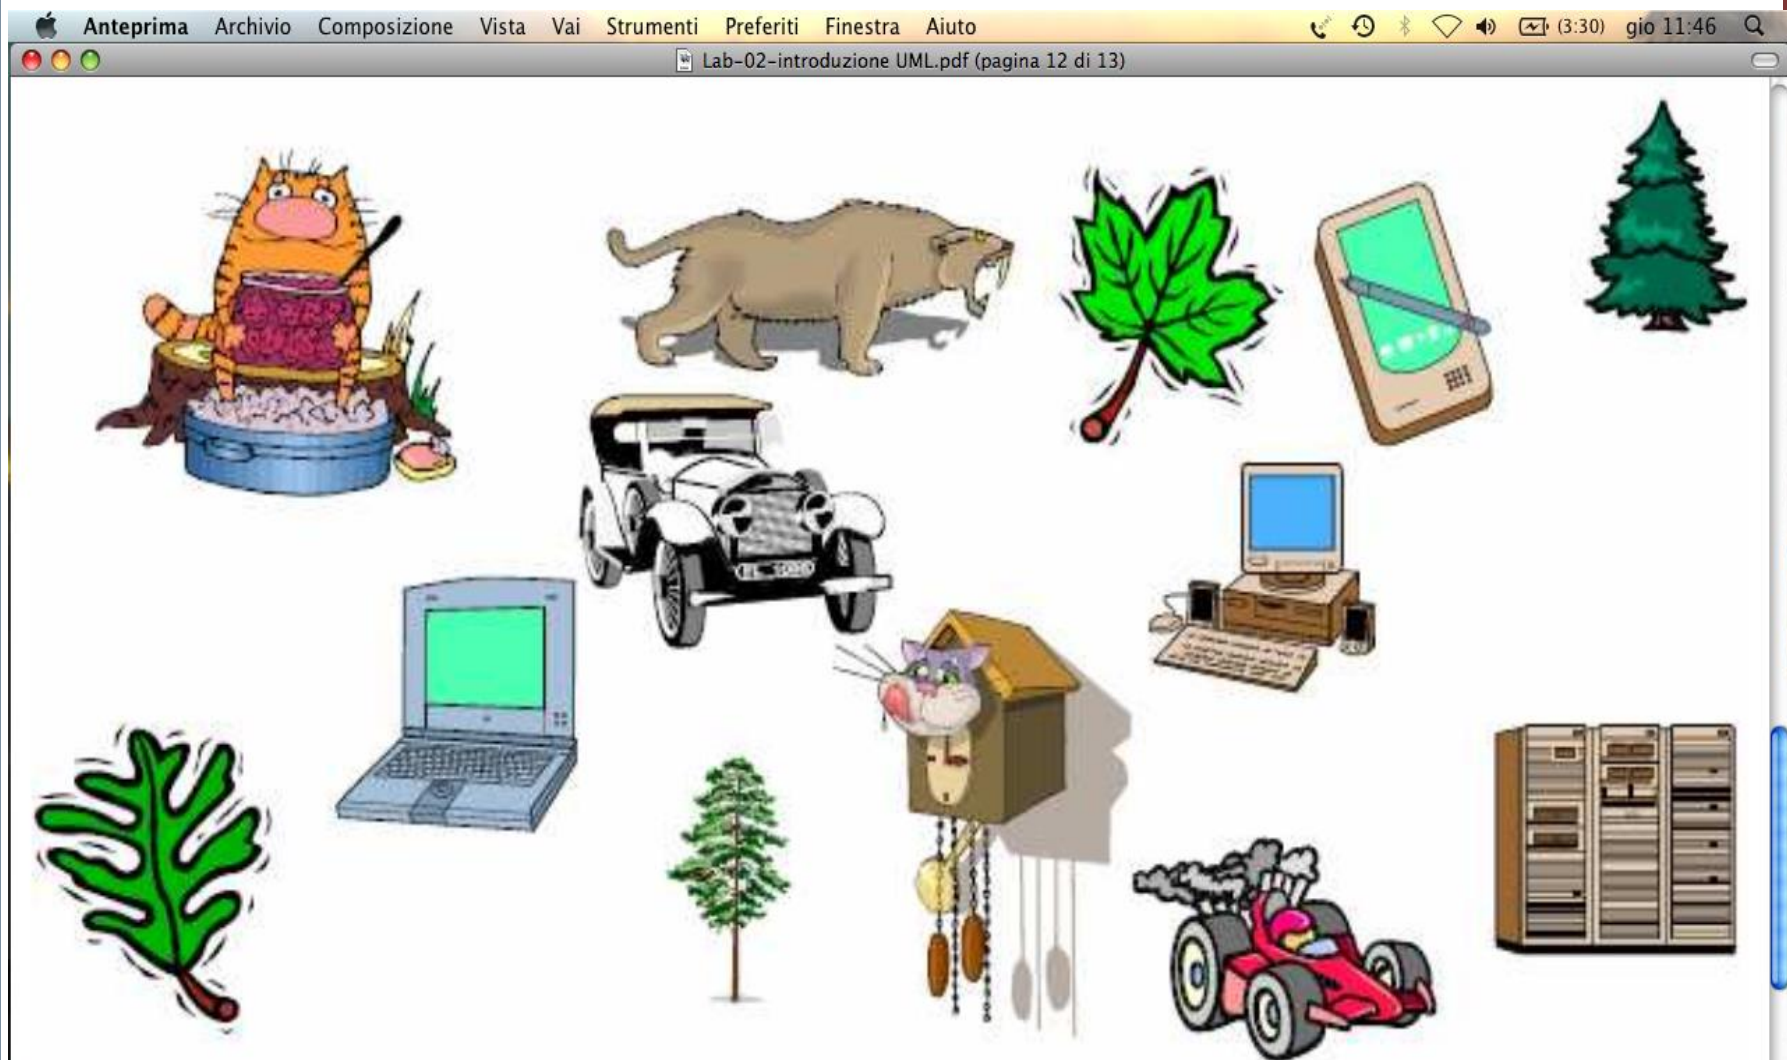 Anteprima Archivio Composizione Vista Vai Strumenti Preferiti Finestra Aiuto (3:30) gio 11:46
Lab-02-introduzione UML.pdf (pagina 12 di 13)